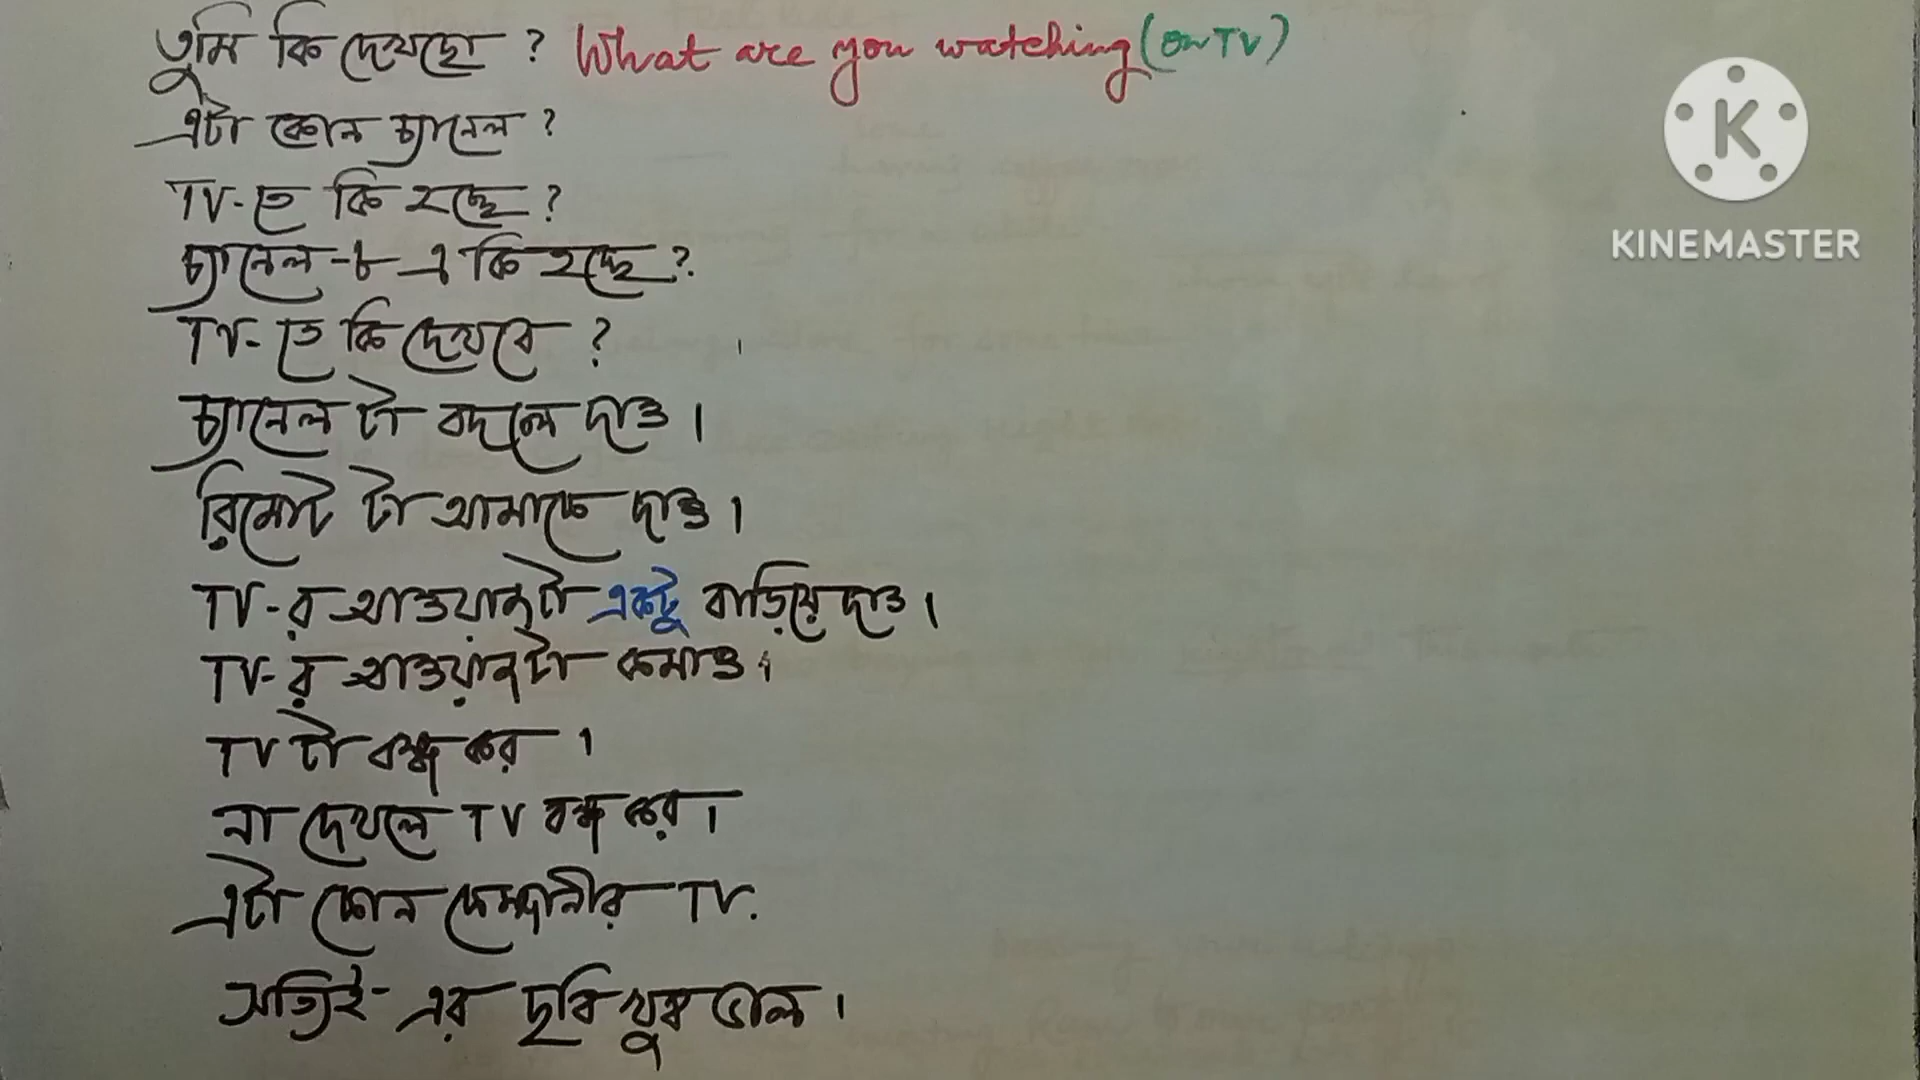 তুমি কি দেখছো ? What are you watching (on TV)
এটা কোন চ্যানেল ?
TV-তে কি হচ্ছে ?
চ্যানেল-৮ এ কি হচ্ছে ?
TV-তে কি দেখবে ?
চ্যানেল টা বদলে দাও ।
রিমোট টা আমাকে দাও ।
TV-র আওয়াজটা একটু বাড়িয়ে দাও ।
TV-র আওয়াজটা কমাও ।
TV টা বন্ধ কর ।
না দেখলে TV বন্ধ কর ।
এটা কোন কোম্পানীর TV.
সত্যিই- এর ছবি খুব ভাল ।
K
KINEMASTER